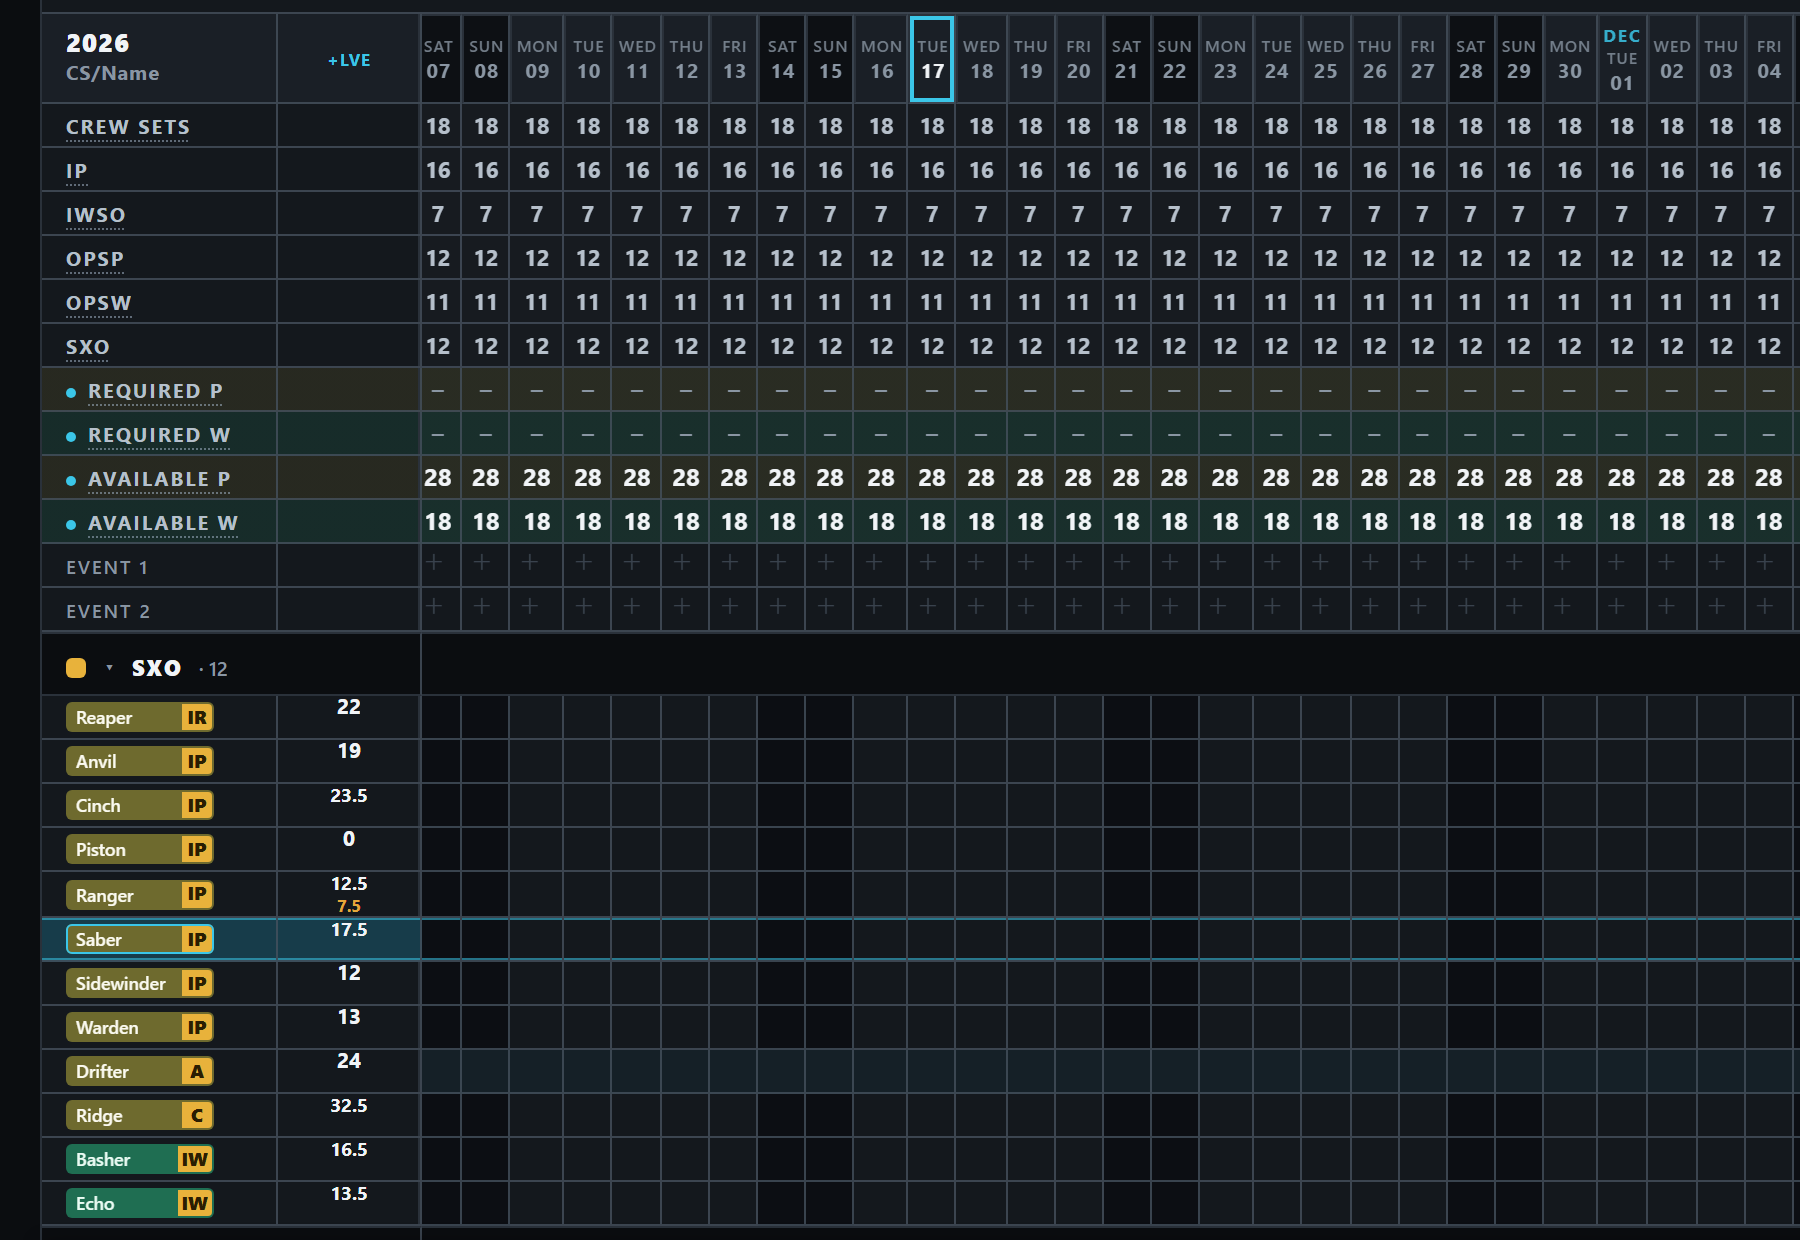 2026
CS/Name
+LVE
SAT 07 SUN 08 MON 09 TUE 10 WED 11 THU 12 FRI 13 SAT 14 SUN 15 MON 16 TUE 17 WED 18 THU 19 FRI 20 SAT 21 SUN 22 MON 23 TUE 24 WED 25 THU 26 FRI 27 SAT 28 SUN 29 MON 30 DEC TUE 01 WED 02 THU 03 FRI 04
CREW SETS 18 18 18 18 18 18 18 18 18 18 18 18 18 18 18 18 18 18 18 18 18 18 18 18 18 18 18 18
IP 16 16 16 16 16 16 16 16 16 16 16 16 16 16 16 16 16 16 16 16 16 16 16 16 16 16 16 16
IWSO 7 7 7 7 7 7 7 7 7 7 7 7 7 7 7 7 7 7 7 7 7 7 7 7 7 7 7 7
OPSP 12 12 12 12 12 12 12 12 12 12 12 12 12 12 12 12 12 12 12 12 12 12 12 12 12 12 12 12
OPSW 11 11 11 11 11 11 11 11 11 11 11 11 11 11 11 11 11 11 11 11 11 11 11 11 11 11 11 11
SXO 12 12 12 12 12 12 12 12 12 12 12 12 12 12 12 12 12 12 12 12 12 12 12 12 12 12 12 12
REQUIRED P – – – – – – – – – – – – – – – – – – – – – – – – – – – –
REQUIRED W – – – – – – – – – – – – – – – – – – – – – – – – – – – –
AVAILABLE P 28 28 28 28 28 28 28 28 28 28 28 28 28 28 28 28 28 28 28 28 28 28 28 28 28 28 28 28
AVAILABLE W 18 18 18 18 18 18 18 18 18 18 18 18 18 18 18 18 18 18 18 18 18 18 18 18 18 18 18 18
EVENT 1 + + + + + + + + + + + + + + + + + + + + + + + + + + + +
EVENT 2 + + + + + + + + + + + + + + + + + + + + + + + + + + + +
SXO · 12
Reaper IR 22
Anvil IP 19
Cinch IP 23.5
Piston IP 0
Ranger IP 12.5
7.5
Saber IP 17.5
Sidewinder IP 12
Warden IP 13
Drifter A 24
Ridge C 32.5
Basher IW 16.5
Echo IW 13.5